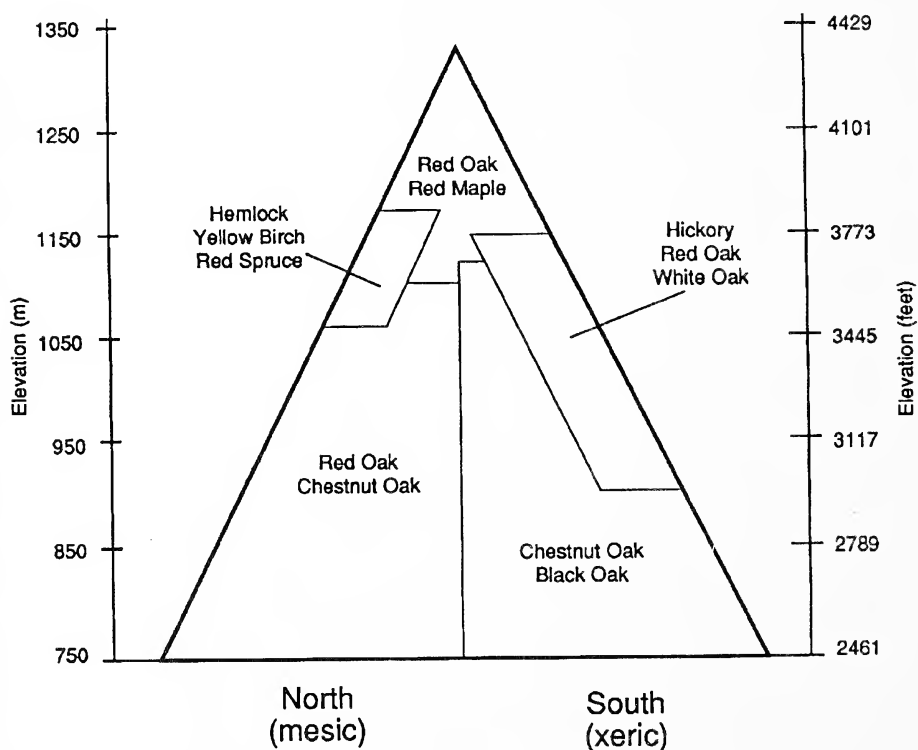 1350
1250
1150
1050
950
850
750
Elevation (m)
Hemlock
Yellow Birch
Red Spruce
Red Oak
Red Maple
Red Oak
Chestnut Oak
Hickory
Red Oak
White Oak
Chestnut Oak
Black Oak
4429
4101
3773
3445
3117
2789
2461
Elevation (feet)
North
(mesic)
South
(xeric)